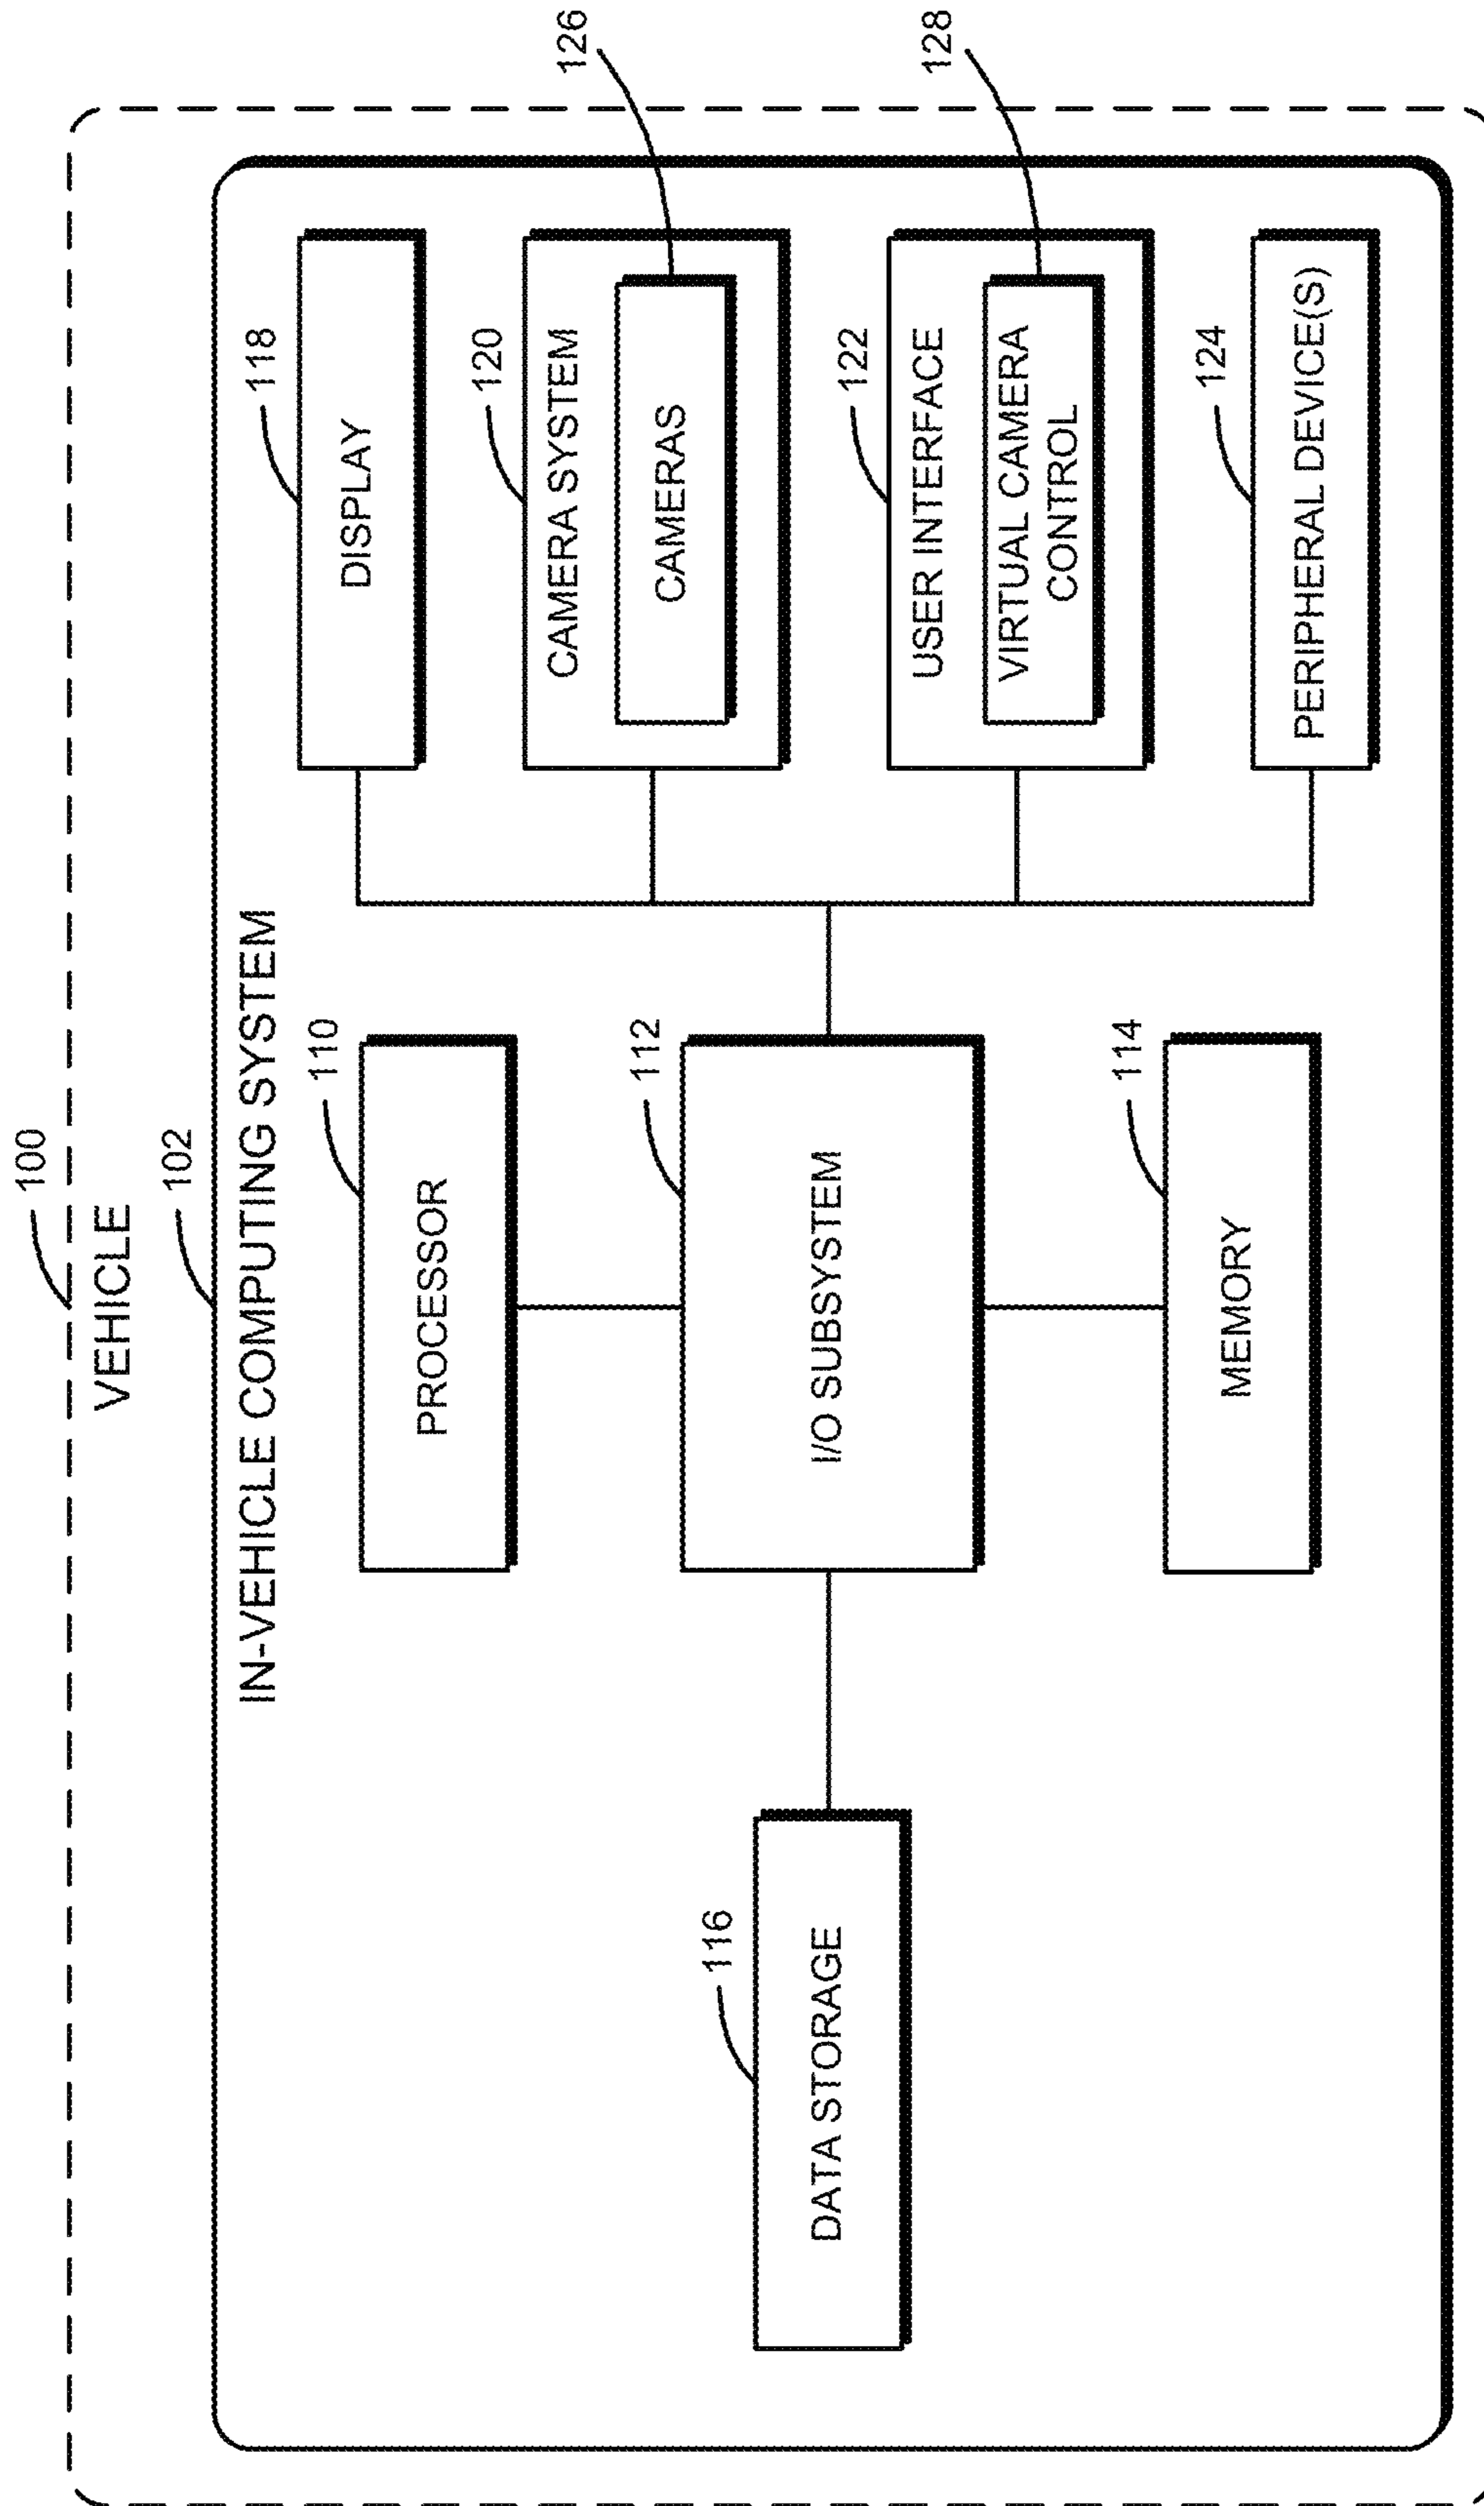 100
VEHICLE
102
IN-VEHICLE COMPUTING SYSTEM
110
PROCESSOR
112
I/O SUBSYSTEM
114
MEMORY
116
DATA STORAGE
118
DISPLAY
120
CAMERA SYSTEM
CAMERAS
126
122
USER INTERFACE
VIRTUAL CAMERA
CONTROL
128
124
PERIPHERAL DEVICE(S)